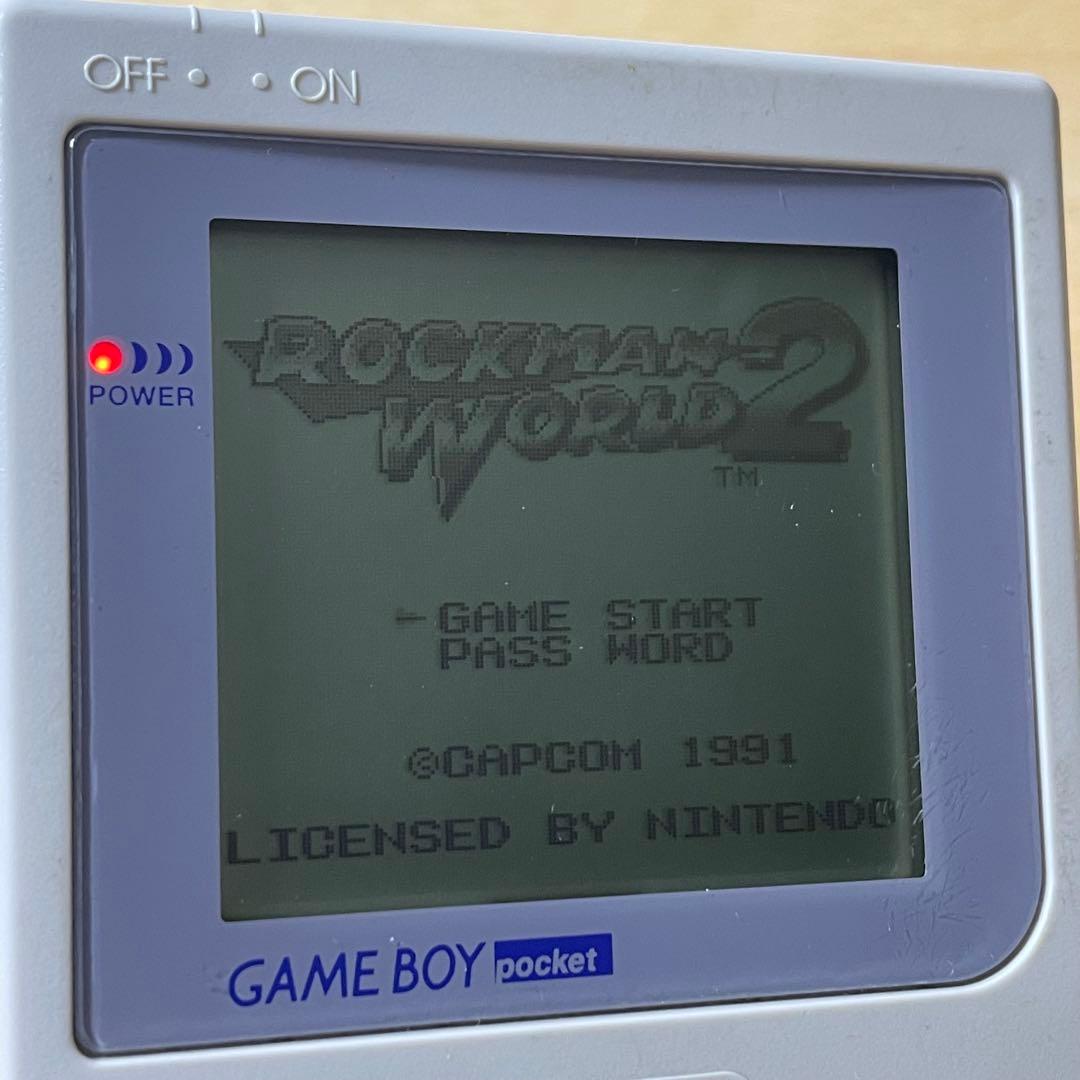 OFF • • ON
POWER
ROCKMAN
WORLD 2
TM
GAME START
PASS WORD
©CAPCOM 1991
LICENSED BY NINTENDO
GAME BOY pocket